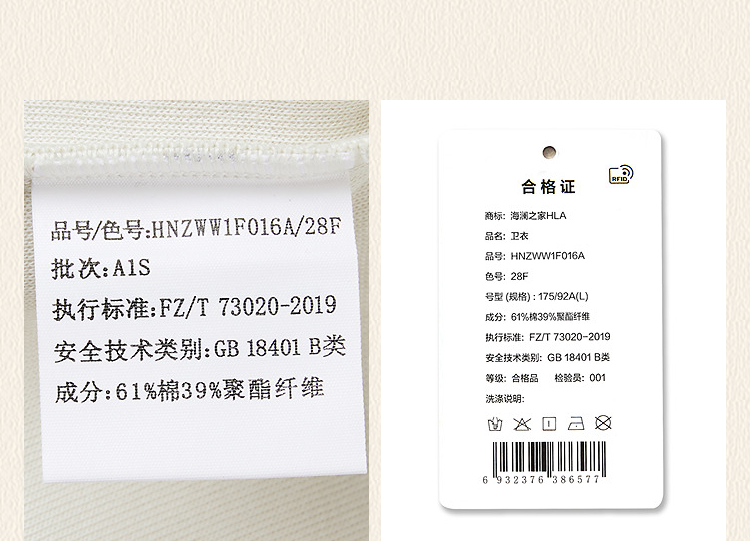 品号/色号:HNZWW1F016A/28F
批次:A1S
执行标准:FZ/T 73020-2019
安全技术类别:GB 18401 B类
成分:61%棉39%聚酯纤维
合格证
RFID
商标: 海澜之家HLA
品名: 卫衣
品号: HNZWW1F016A
色号: 28F
号型 (规格) : 175/92A(L)
成分: 61%棉39%聚酯纤维
执行标准: FZ/T 73020-2019
安全技术类别: GB 18401 B类
等级: 合格品 检验员: 001
洗涤说明:
6 932376 386577